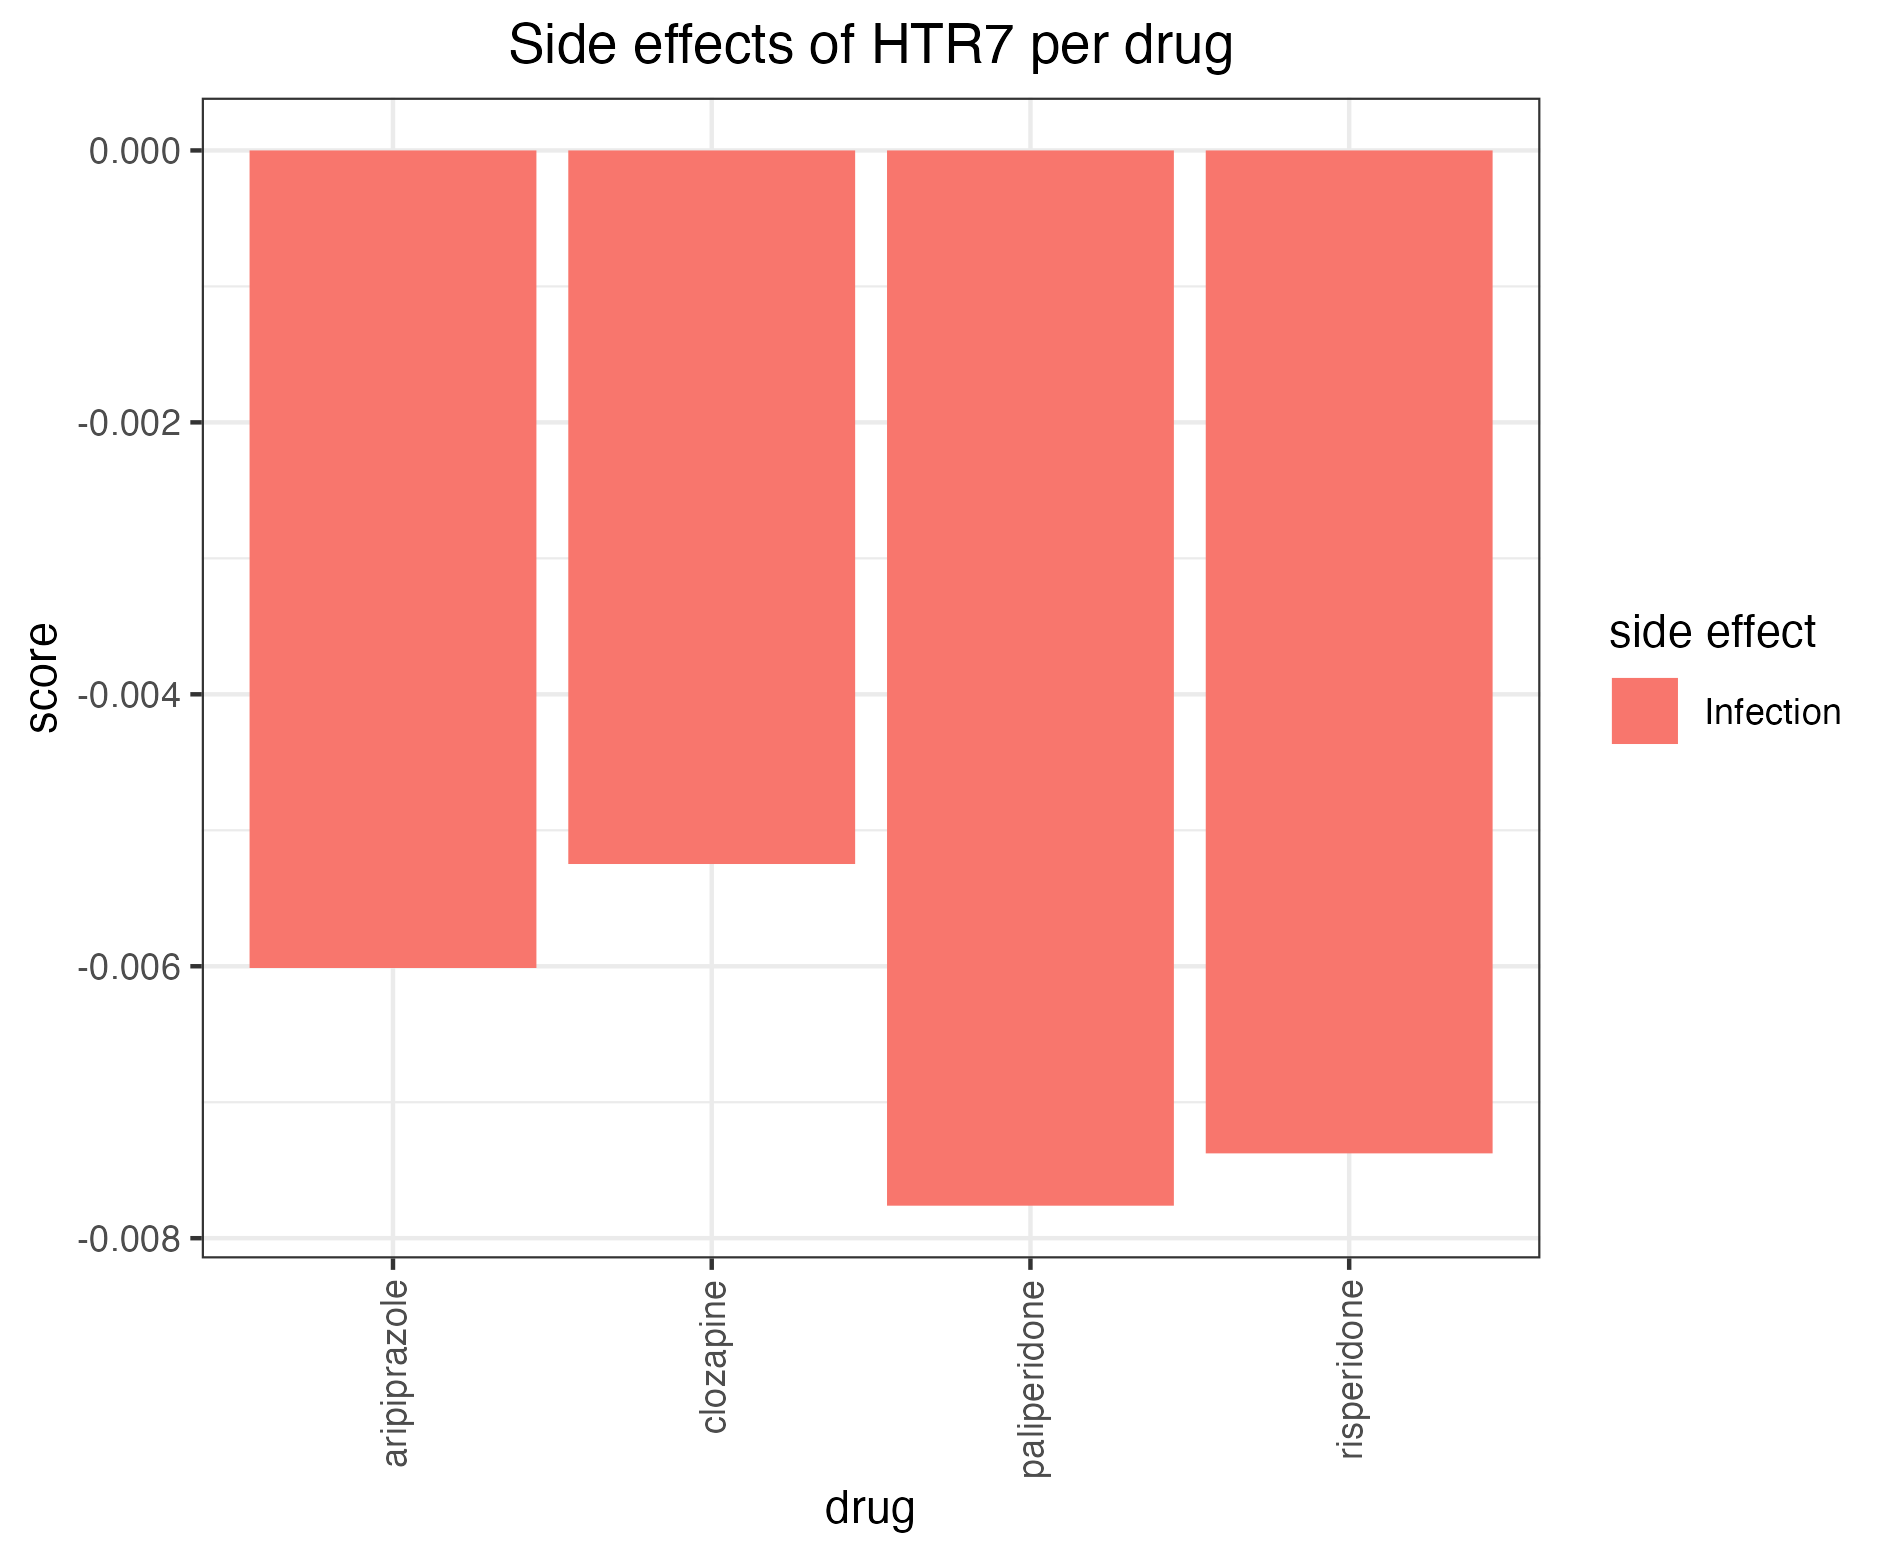 Side effects of HTR7 per drug
0.000
-0.002
-0.004
-0.006
-0.008
score
aripiprazole
clozapine
paliperidone
risperidone
drug
side effect
Infection